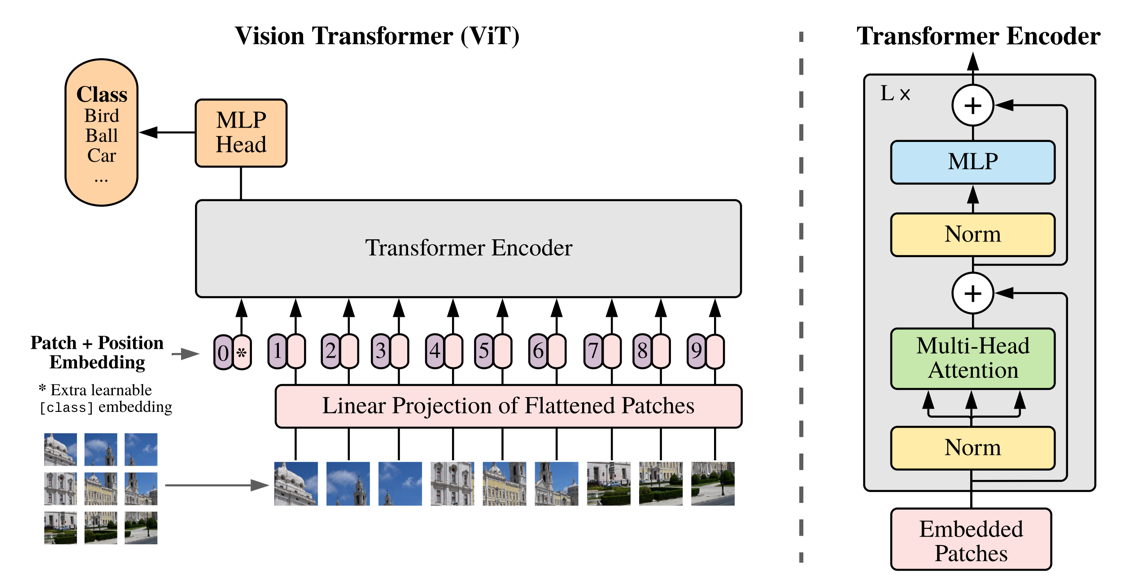 Vision Transformer (ViT)
Class
Bird
Ball
Car
...
MLP
Head
Transformer Encoder
Patch + Position
Embedding
* Extra learnable
[class] embedding
0 * 1 2 3 4 5 6 7 8 9
Linear Projection of Flattened Patches
Transformer Encoder
L x
+
MLP
Norm
+
Multi-Head
Attention
Norm
Embedded
Patches